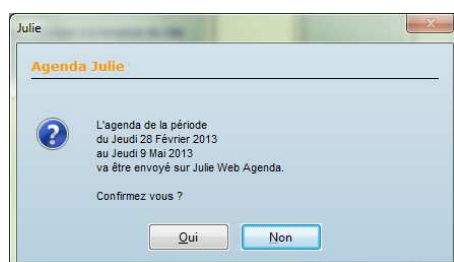 Julie
Agenda Julie
L'agenda de la période
du Jeudi 28 Février 2013
au Jeudi 9 Mai 2013
va être envoyé sur Julie Web Agenda.
Confirmez vous ?
Oui
Non